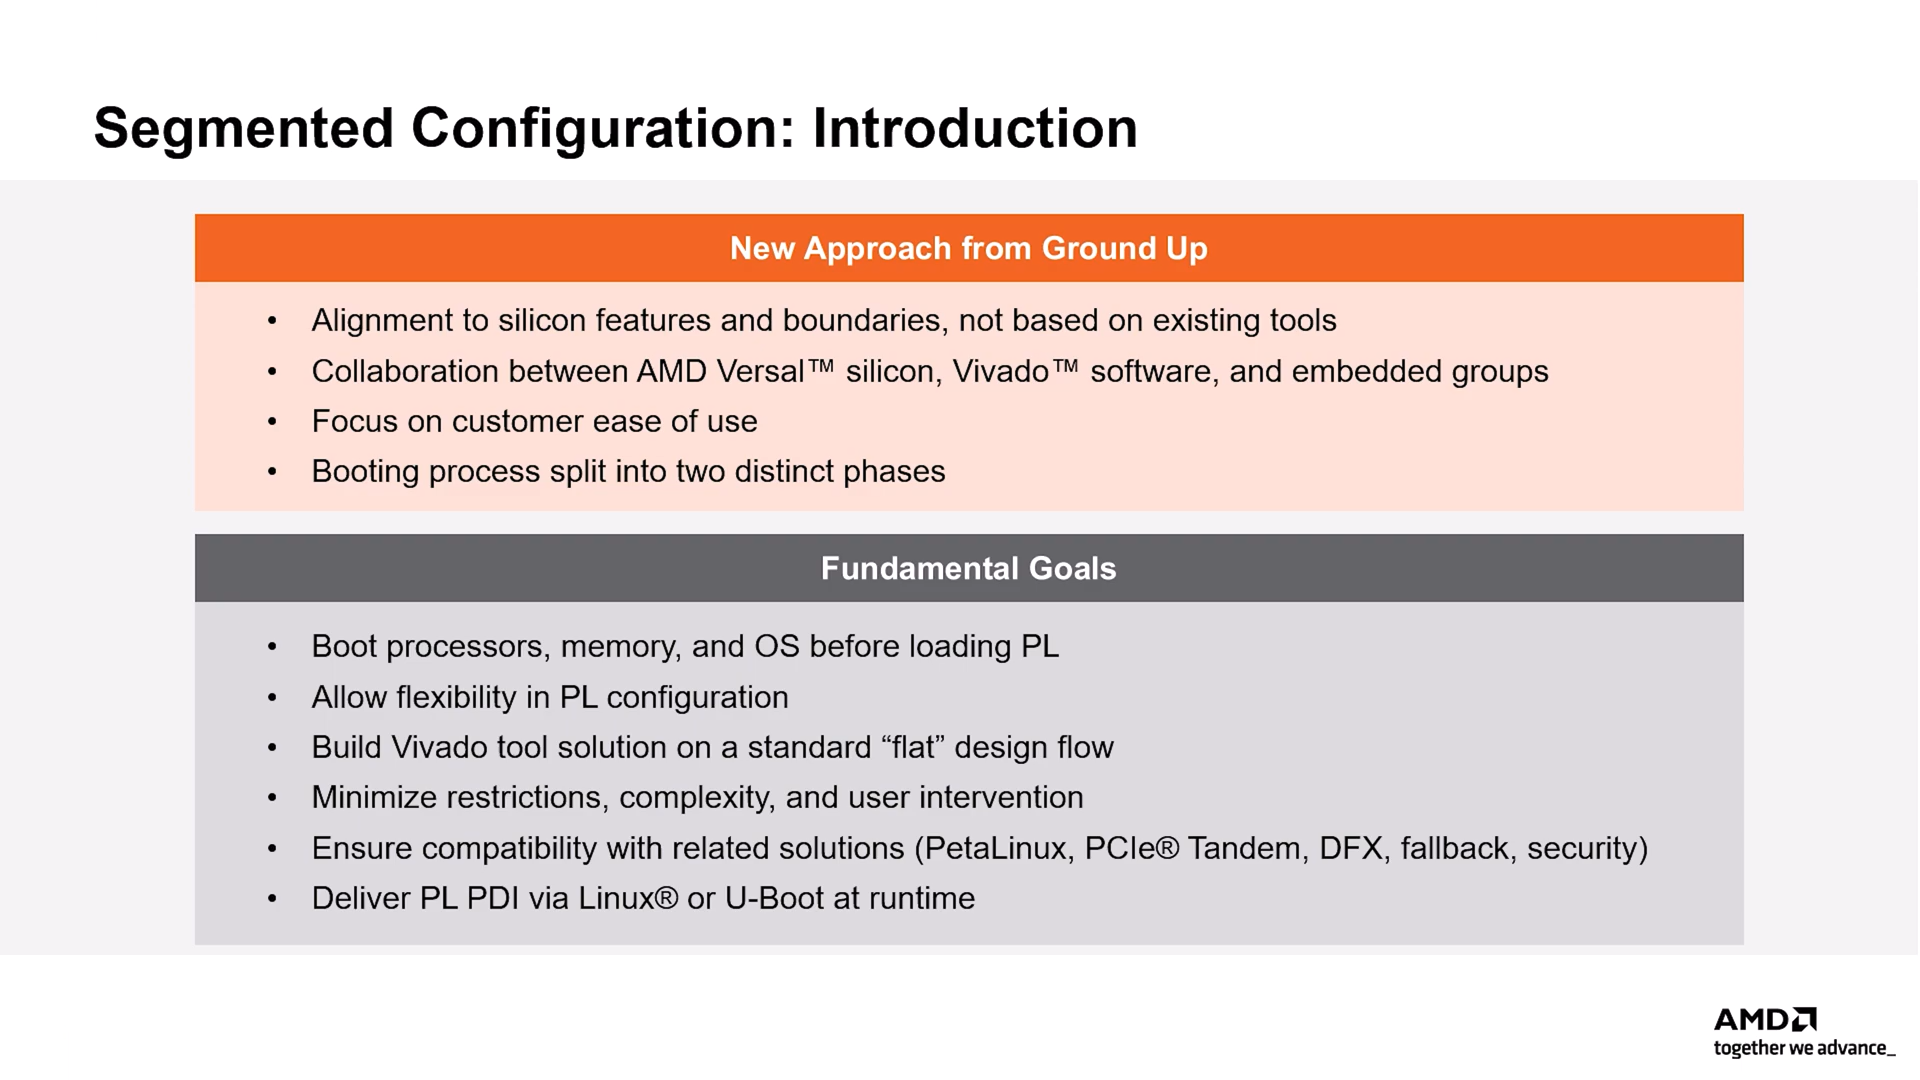 Segmented Configuration: Introduction
New Approach from Ground Up
• Alignment to silicon features and boundaries, not based on existing tools
• Collaboration between AMD Versal™ silicon, Vivado™ software, and embedded groups
• Focus on customer ease of use
• Booting process split into two distinct phases
Fundamental Goals
• Boot processors, memory, and OS before loading PL
• Allow flexibility in PL configuration
• Build Vivado tool solution on a standard “flat” design flow
• Minimize restrictions, complexity, and user intervention
• Ensure compatibility with related solutions (PetaLinux, PCIe® Tandem, DFX, fallback, security)
• Deliver PL PDI via Linux® or U-Boot at runtime
AMD
together we advance_